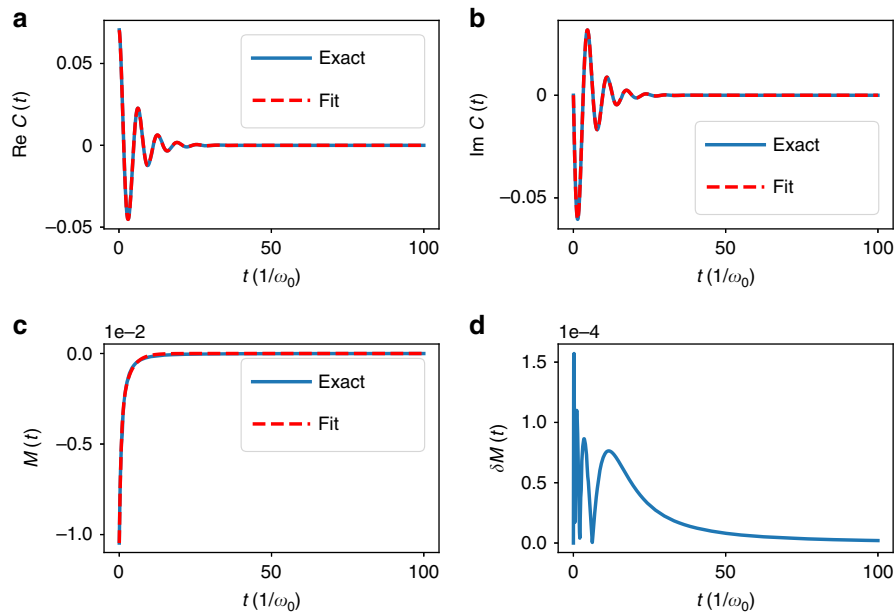 a
Re C (t)
0.05
0
−0.05
Exact
Fit
0
50
100
t (1/ω₀)
b
Im C (t)
0
−0.05
Exact
Fit
0
50
100
t (1/ω₀)
c
1e−2
M (t)
0.0
−0.5
−1.0
Exact
Fit
0
50
100
t (1/ω₀)
d
1e−4
δM (t)
1.5
1.0
0.5
0.0
0
50
100
t (1/ω₀)